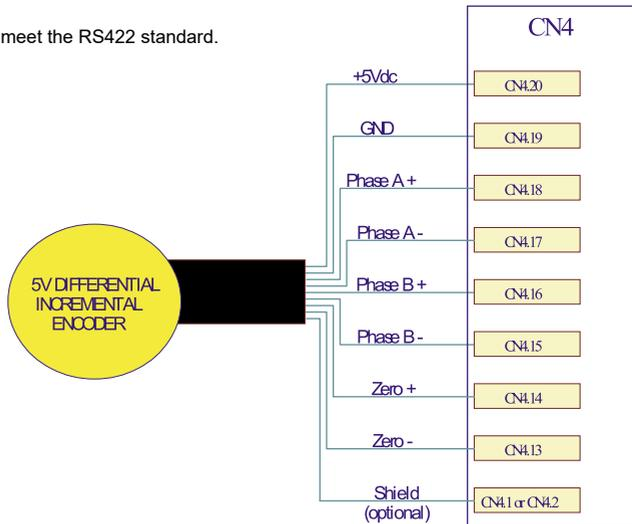 meet the RS422 standard.
CN4
+5Vdc
CN4.20
GND
CN4.19
Phase A +
CN4.18
Phase A -
CN4.17
5V DIFFERENTIAL
INCREMENTAL
ENCODER
Phase B +
CN4.16
Phase B -
CN4.15
Zero +
CN4.14
Zero -
CN4.13
Shield
(optional)
CN4.1 or CN4.2